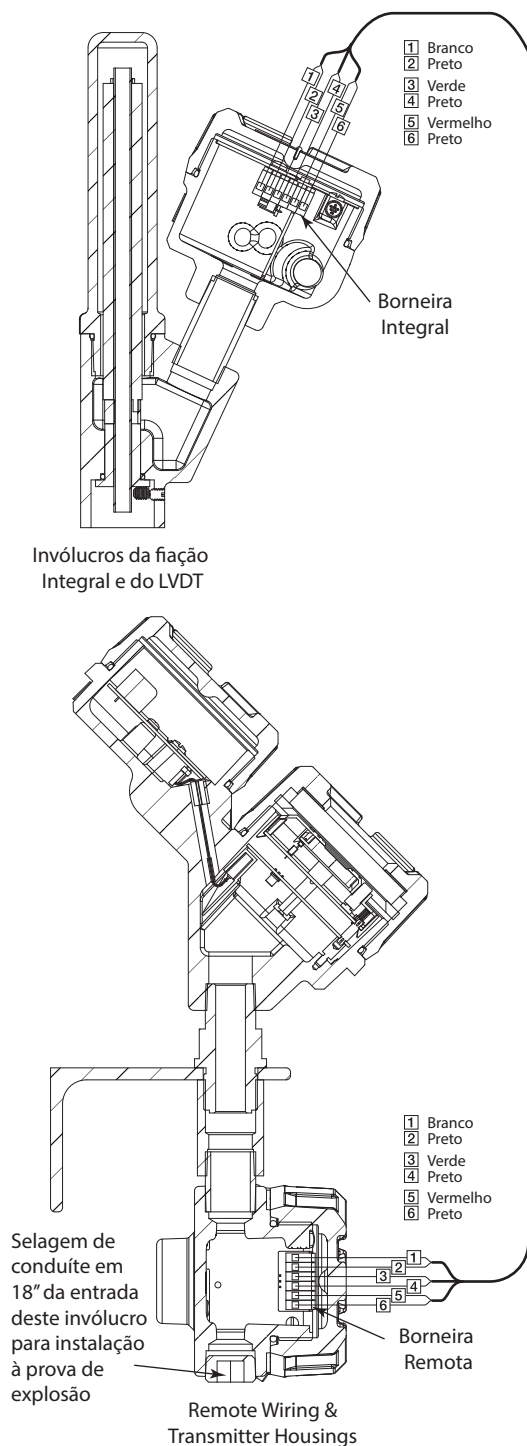 1 Branco
2 Preto
3 Verde
4 Preto
5 Vermelho
6 Preto
1
2
3
4
5
6
Borneira
Integral
Invólucros da fiação
Integral e do LVDT
1 Branco
2 Preto
3 Verde
4 Preto
5 Vermelho
6 Preto
1
2
3
4
5
6
Selagem de
conduíte em
18” da entrada
deste invólucro
para instalação
à prova de
explosão
Borneira
Remota
Remote Wiring &
Transmitter Housings